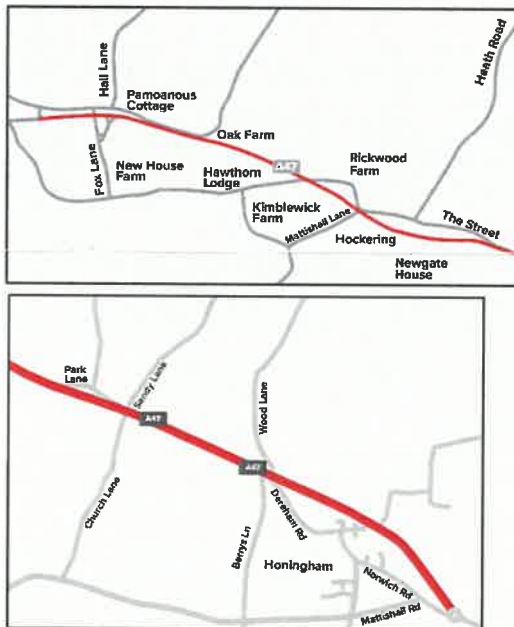 Hall Lane
Heath Road
Pamoanous
Cottage
Oak Farm
Fox Lane
New House
Farm
Hawthorn
Lodge
A47
Rickwood
Farm
Kimblewick
Farm
Mattishall Lane
Hockering
The Street
Newgate
House
Park
Lane
Sandy Lane
Wood Lane
A47
A47
Church Lane
Berrys Ln
Dereham Rd
Honingham
Norwich Rd
Mattishall Rd